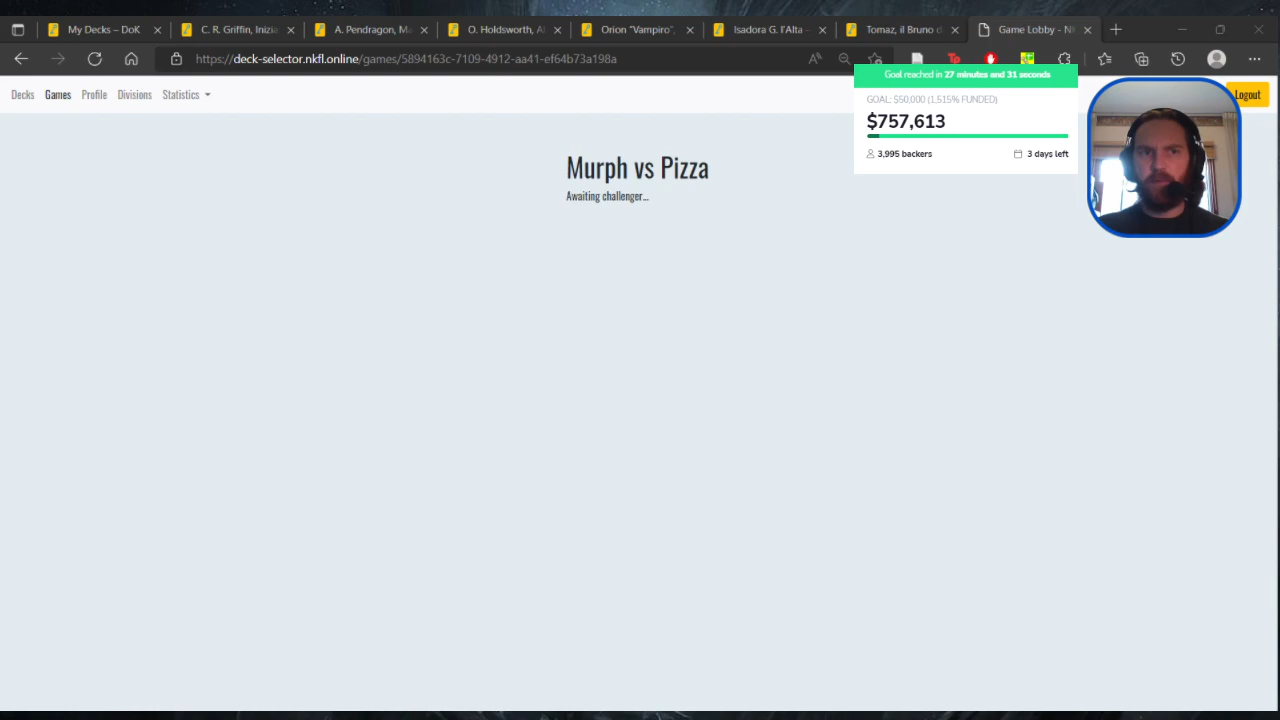 My Decks – DoK
C. R. Griffin, Inizia
A. Pendragon, Ma
O. Holdsworth, A
Orion “Vampiro”,
Isadora G. l'Alta
Tomaz, il Bruno d
Game Lobby - N
https://deck-selector.nkfl.online/games/5894163c-7109-4912-aa41-ef64b73a198a
Goal reached in 27 minutes and 31 seconds
Decks Games Profile Divisions Statistics
Logout
GOAL: $50,000 (1,515% FUNDED)
$757,613
3,995 backers
3 days left
Murph vs Pizza
Awaiting challenger...